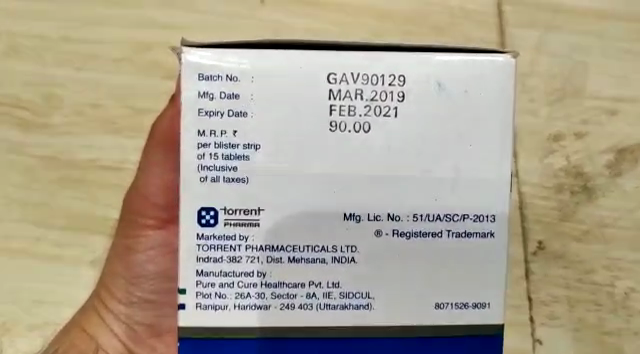 Batch No. : GAV90129
Mfg. Date : MAR.2019
Expiry Date : FEB.2021
M. R. P. ₹ 90.00
per blister strip
of 15 tablets
(Inclusive
of all taxes)
torrent
PHARMA
Mfg. Lic. No. : 51/UA/SC/P-2013
® - Registered Trademark
Marketed by :
TORRENT PHARMACEUTICALS LTD.
Indrad-382 721, Dist. Mehsana, INDIA.
Manufactured by :
Pure and Cure Healthcare Pvt. Ltd.
Plot No.: 26A-30, Sector - 8A, IIE, SIDCUL,
Ranipur, Haridwar - 249 403 (Uttarakhand).
8071526-9091